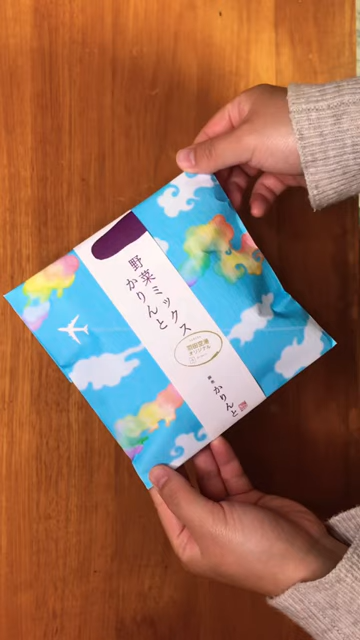 野菜ミックス
かりんと
羽田空港
オリジナル
かりんと